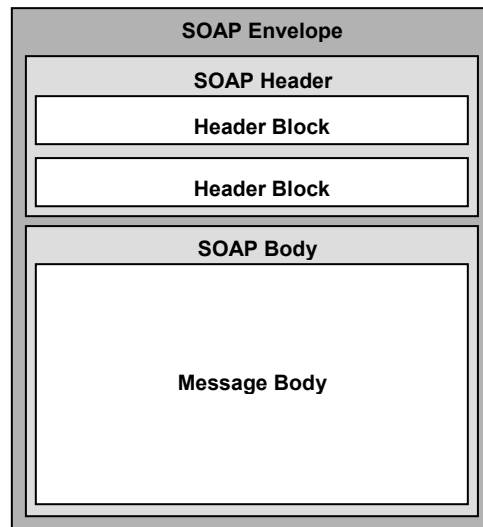 SOAP Envelope
SOAP Header
Header Block
Header Block
SOAP Body
Message Body